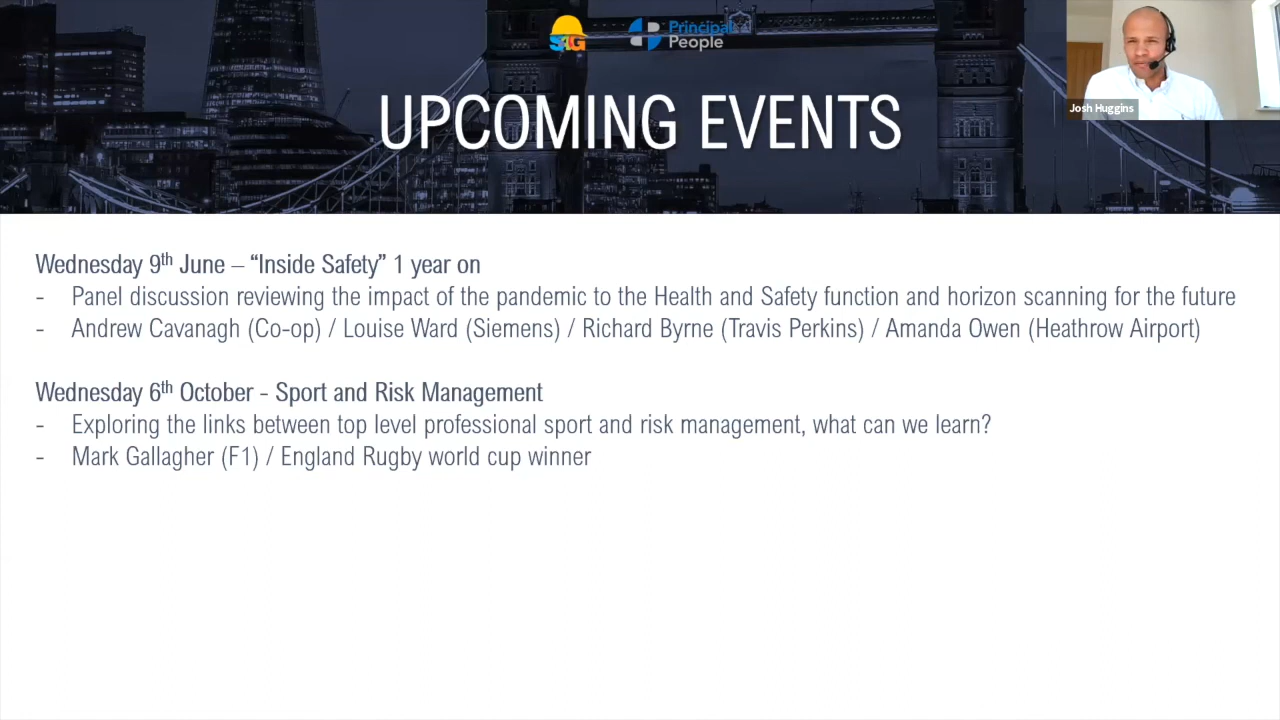 S4G
Principal
People
UPCOMING EVENTS
Josh Huggins
Wednesday 9th June – “Inside Safety” 1 year on
- Panel discussion reviewing the impact of the pandemic to the Health and Safety function and horizon scanning for the future
- Andrew Cavanagh (Co-op) / Louise Ward (Siemens) / Richard Byrne (Travis Perkins) / Amanda Owen (Heathrow Airport)
Wednesday 6th October - Sport and Risk Management
- Exploring the links between top level professional sport and risk management, what can we learn?
- Mark Gallagher (F1) / England Rugby world cup winner